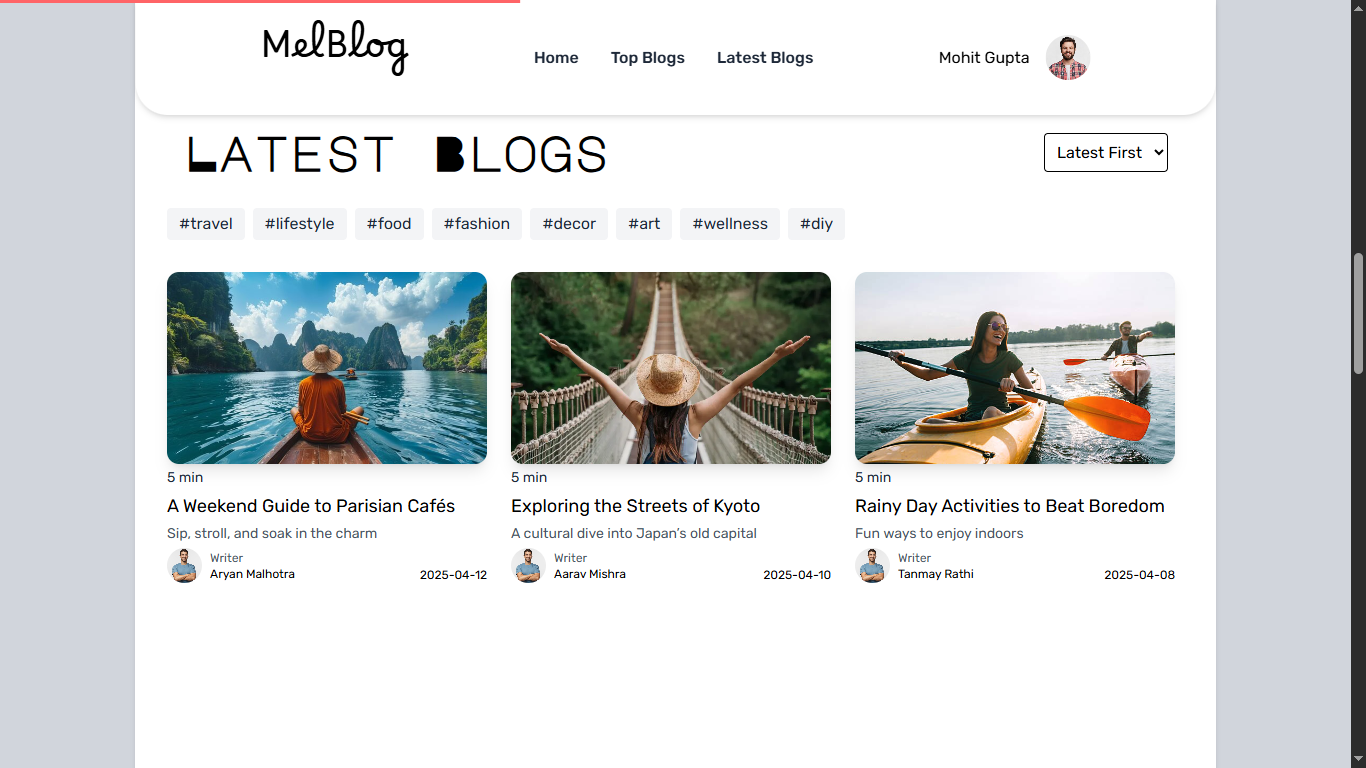 MelBlog
Home Top Blogs Latest Blogs
Mohit Gupta
Latest Blogs
Latest First
#travel #lifestyle #food #fashion #decor #art #wellness #diy
5 min
A Weekend Guide to Parisian Cafés
Sip, stroll, and soak in the charm
Writer
Aryan Malhotra
2025-04-12
5 min
Exploring the Streets of Kyoto
A cultural dive into Japan’s old capital
Writer
Aarav Mishra
2025-04-10
5 min
Rainy Day Activities to Beat Boredom
Fun ways to enjoy indoors
Writer
Tanmay Rathi
2025-04-08